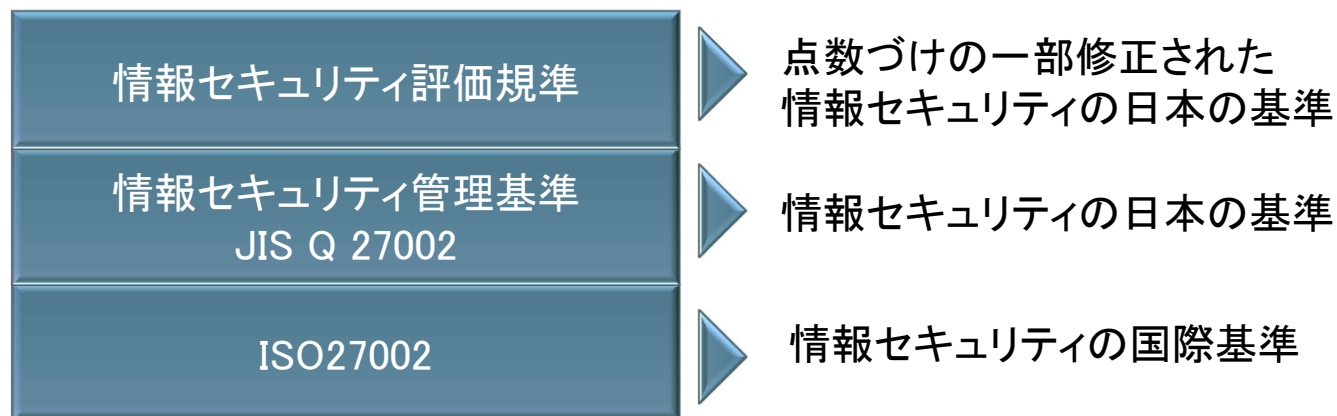 情報セキュリティ評価規準
点数づけの一部修正された
情報セキュリティの日本の基準
情報セキュリティ管理基準
JIS Q 27002
情報セキュリティの日本の基準
ISO27002
情報セキュリティの国際基準